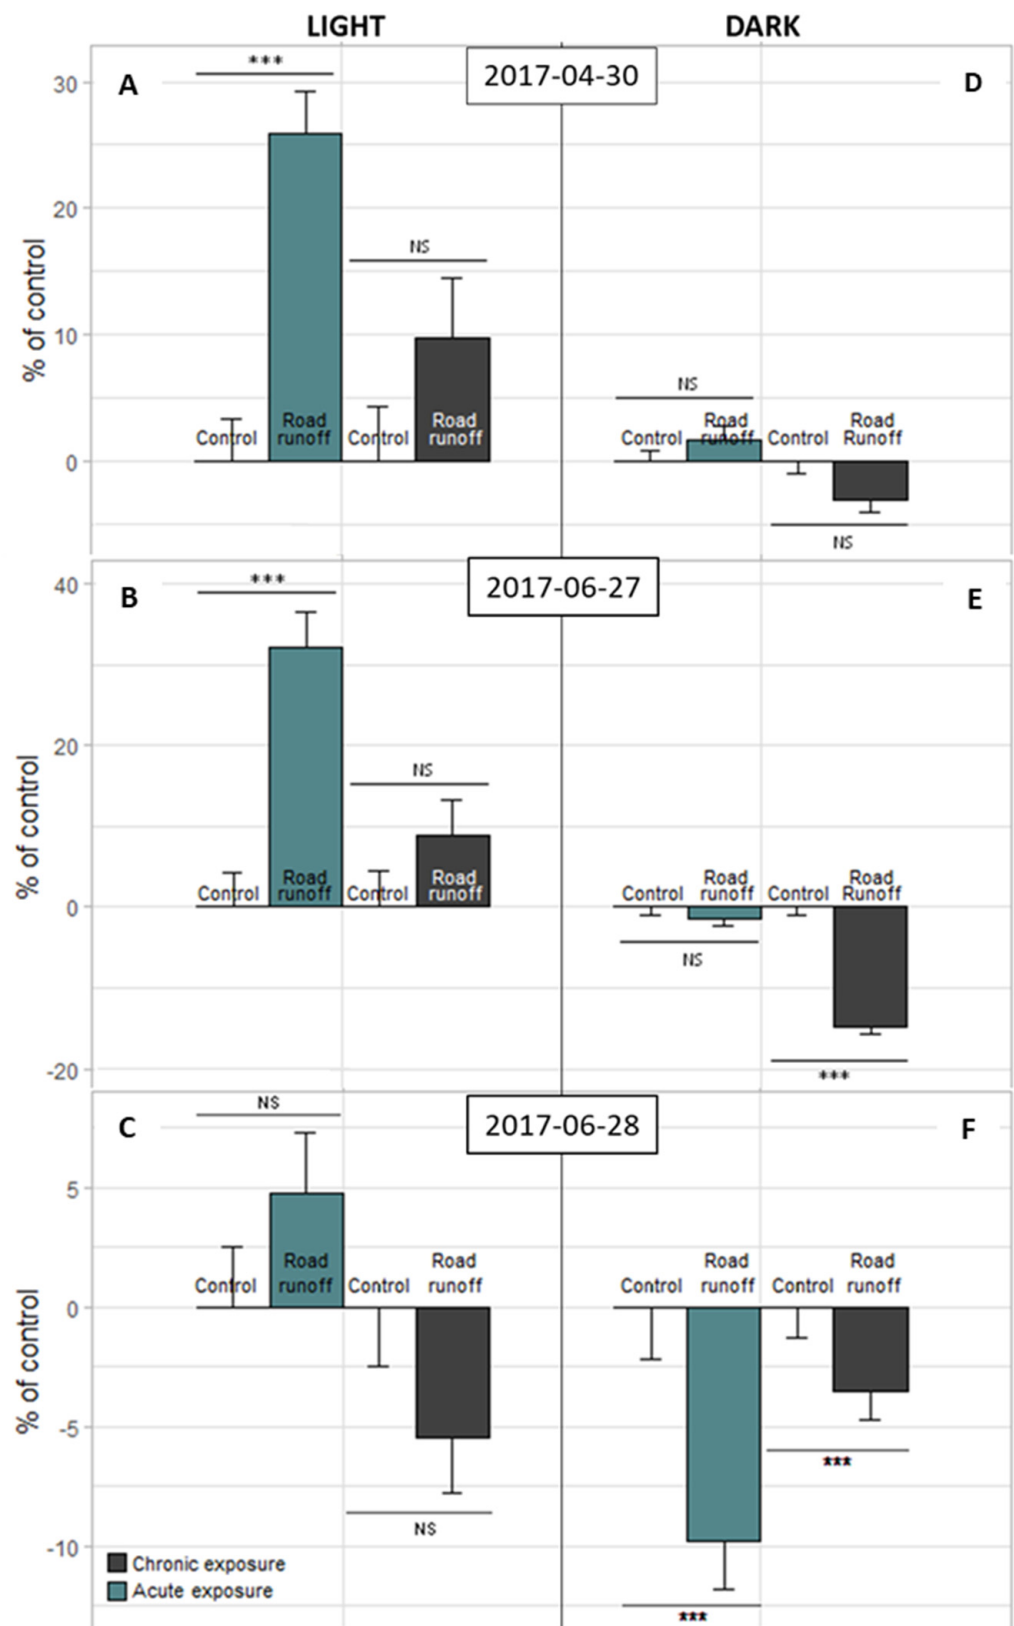 LIGHT DARK
A 2017-04-30 D
***
30
20
10
0
% of control
NS
Control Road runoff Control Road runoff
NS
Control Road runoff Control Road Runoff
NS
B 2017-06-27 E
***
40
20
0
-20
% of control
NS
Control Road runoff Control Road runoff
Control Road runoff Control Road Runoff
NS
***
C 2017-06-28 F
NS
5
0
-5
-10
% of control
Control Road runoff Control Road runoff
Control Road runoff Control Road runoff
NS
***
***
Chronic exposure
Acute exposure